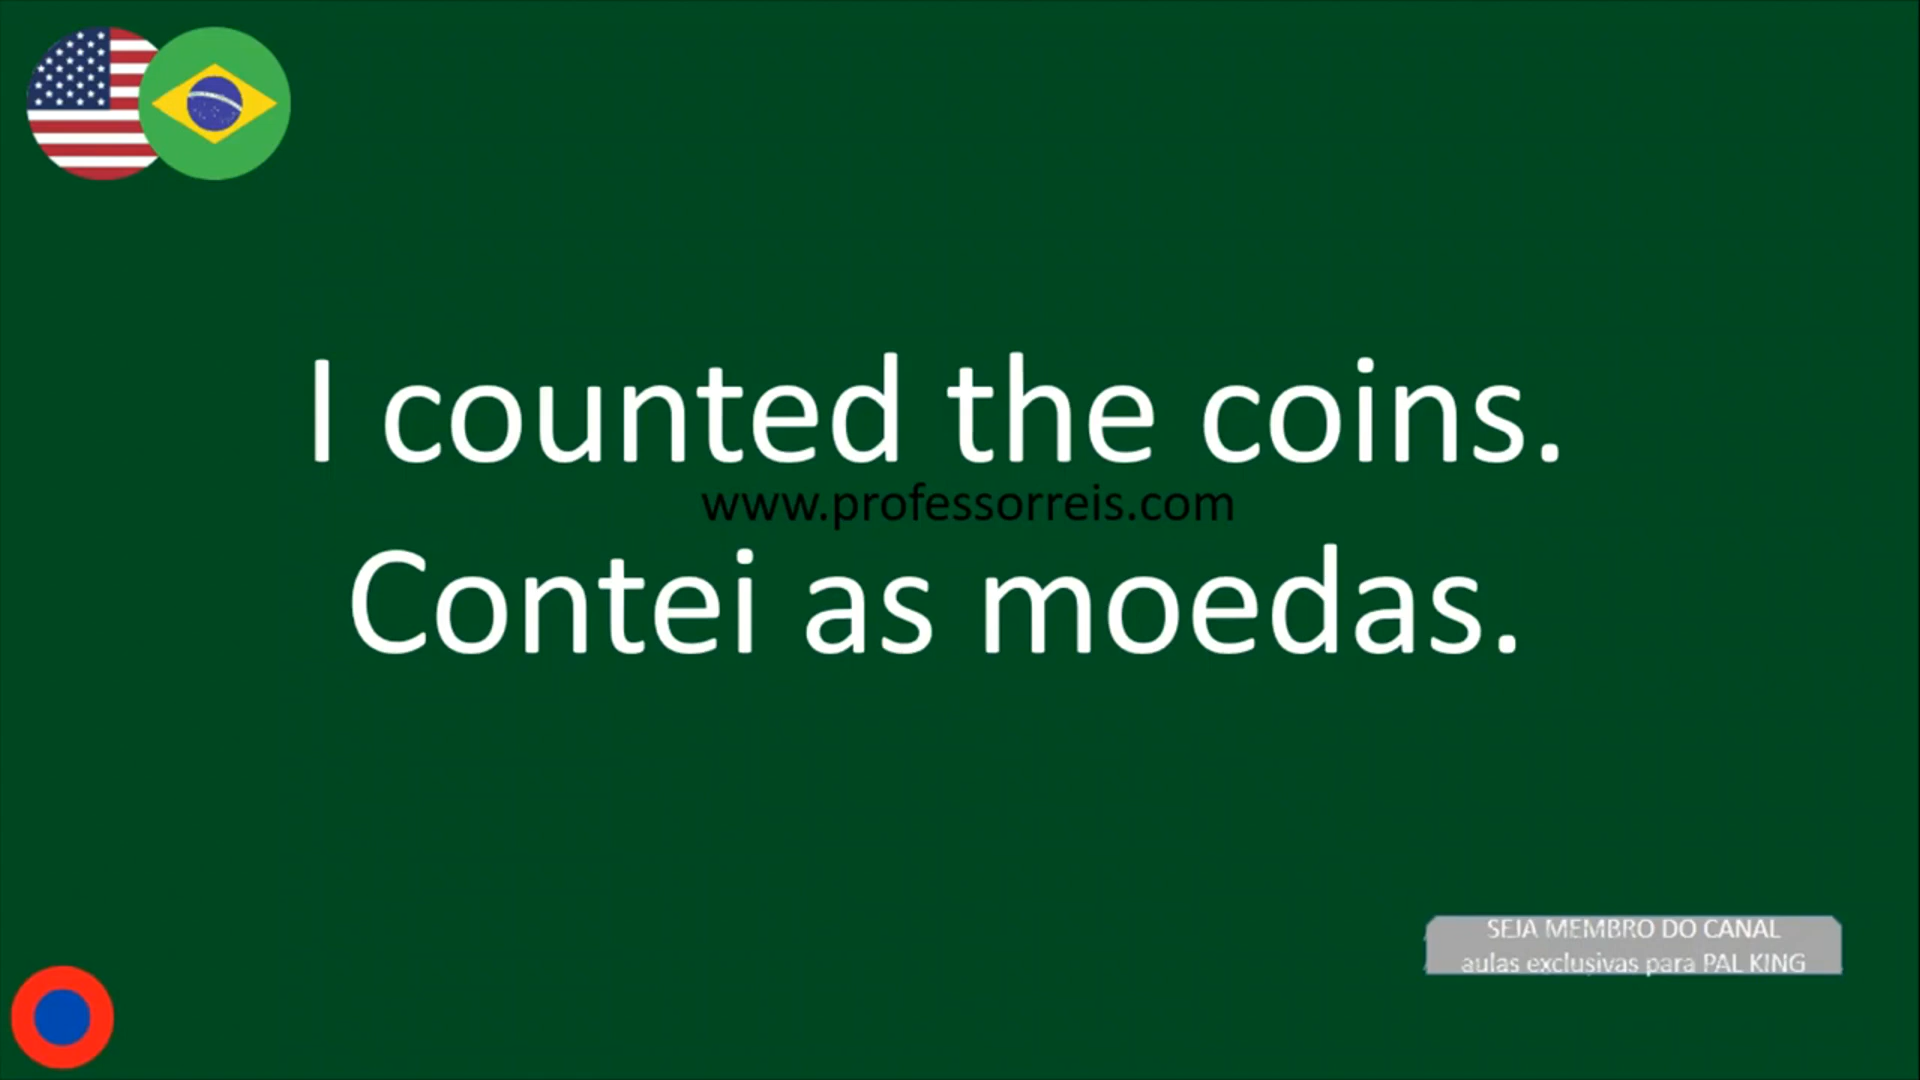 I counted the coins.
www.professorreis.com
Contei as moedas.
SEJA MEMBRO DO CANAL
aulas exclusivas para PAL KING